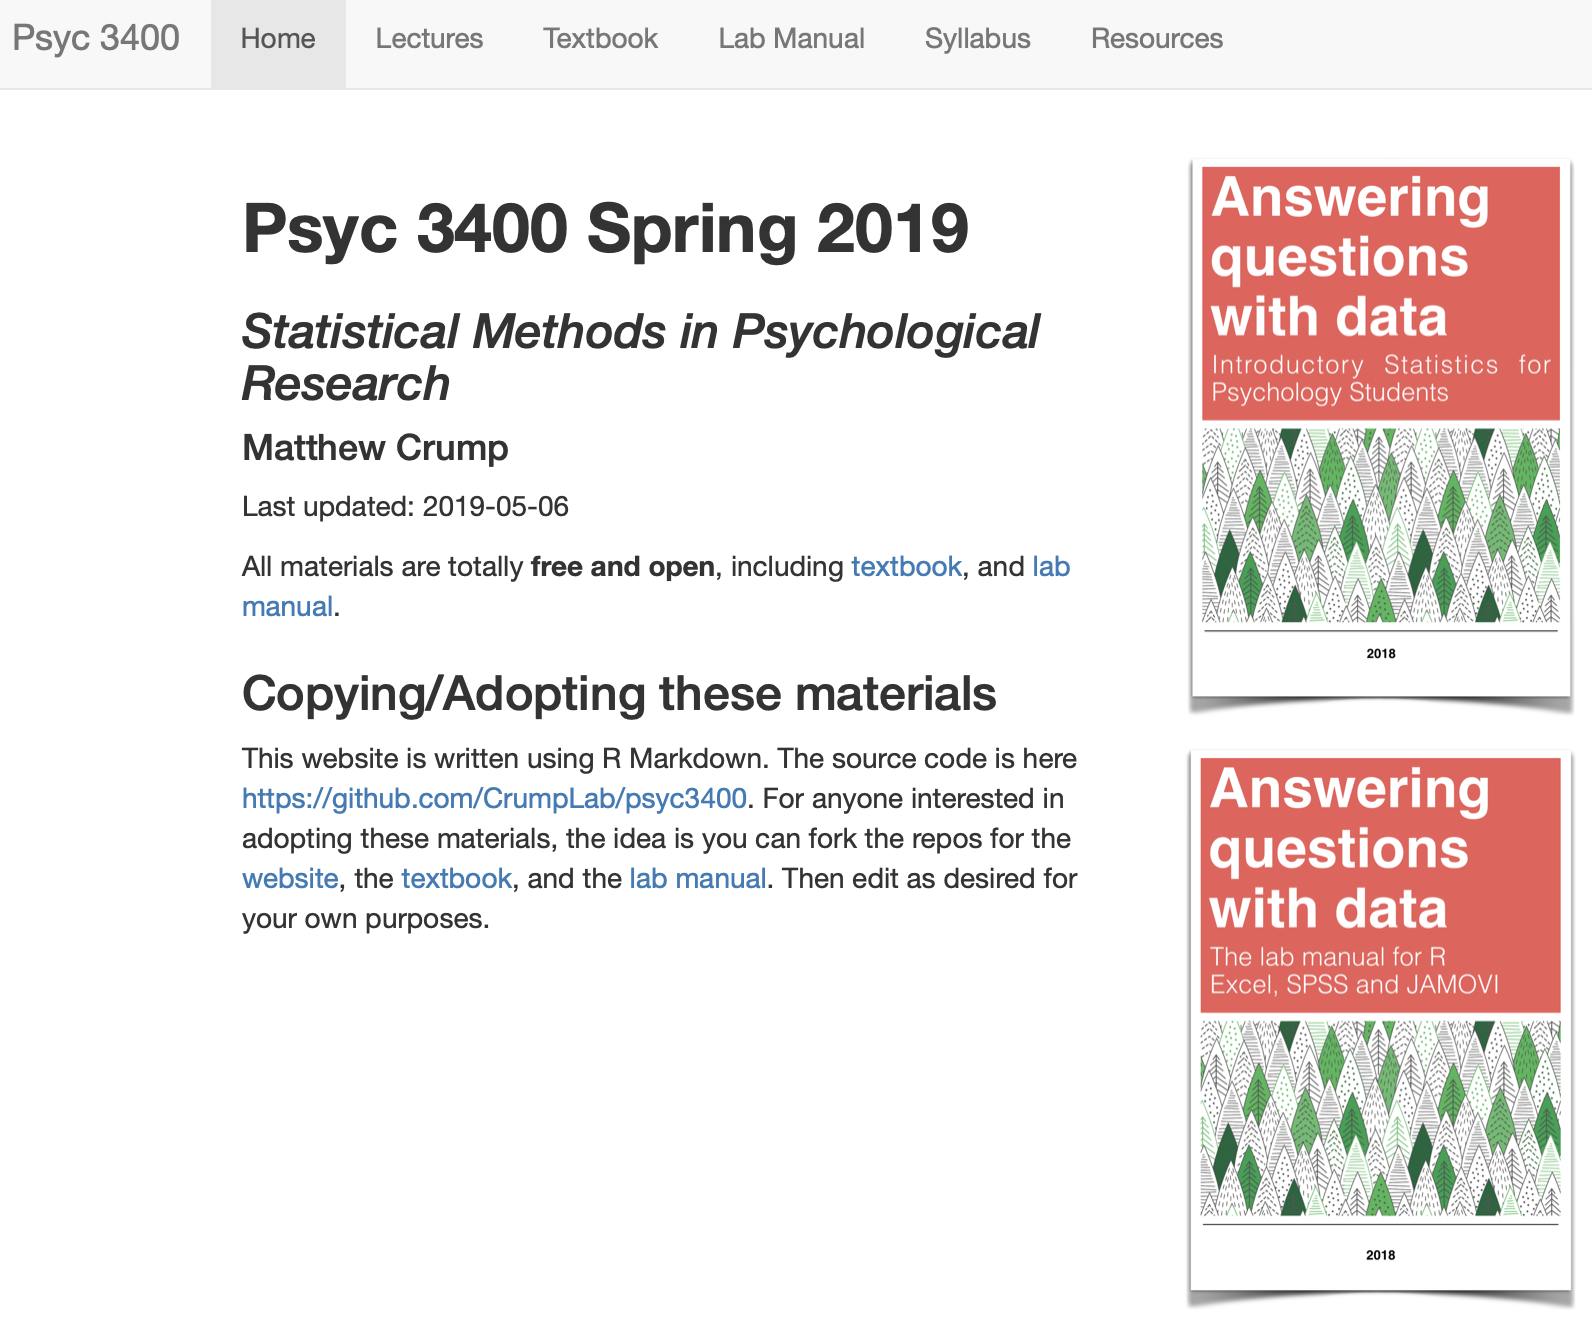 Psyc 3400
Home
Lectures
Textbook
Lab Manual
Syllabus
Resources
Psyc 3400 Spring 2019
Statistical Methods in Psychological
Research
Matthew Crump
Last updated: 2019-05-06
All materials are totally free and open, including textbook, and lab
manual.
Copying/Adopting these materials
This website is written using R Markdown. The source code is here
https://github.com/CrumpLab/psyc3400. For anyone interested in
adopting these materials, the idea is you can fork the repos for the
website, the textbook, and the lab manual. Then edit as desired for
your own purposes.
Answering
questions
with data
Introductory Statistics for
Psychology Students
2018
Answering
questions
with data
The lab manual for R
Excel, SPSS and JAMOVI
2018